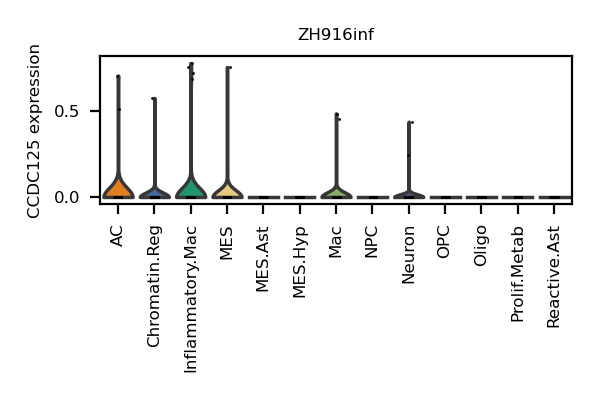 ZH916inf
CCDC125 expression
0.5
0.0
AC
Chromatin.Reg
Inflammatory.Mac
MES
MES.Ast
MES.Hyp
Mac
NPC
Neuron
OPC
Oligo
Prolif.Metab
Reactive.Ast